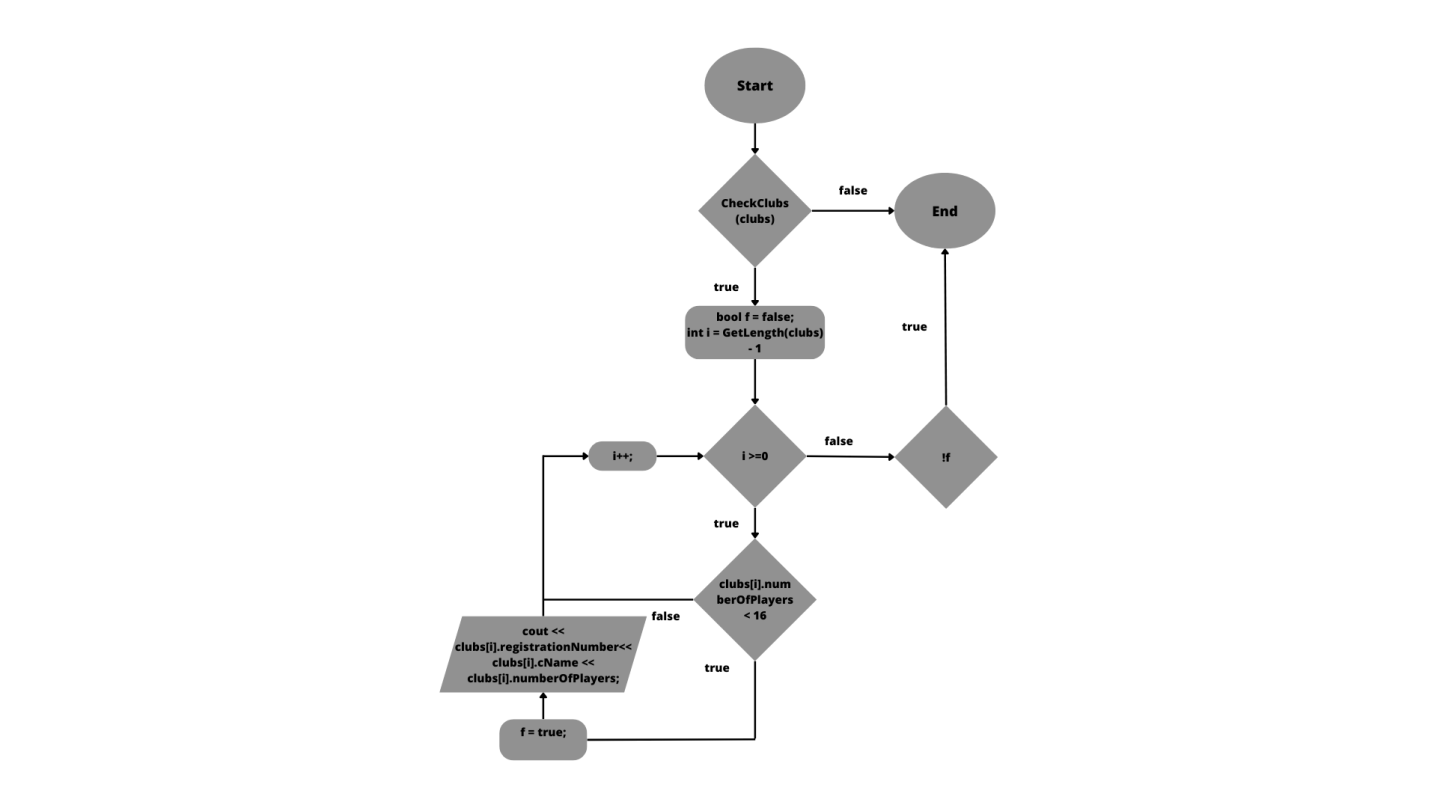 Start
CheckClubs
(clubs)
false
End
true
bool f = false;
int i = GetLength(clubs)
- 1
true
i++;
i >=0
false
!f
true
clubs[i].num
berOfPlayers
< 16
false
true
cout <<
clubs[i].registrationNumber<<
clubs[i].cName <<
clubs[i].numberOfPlayers;
f = true;